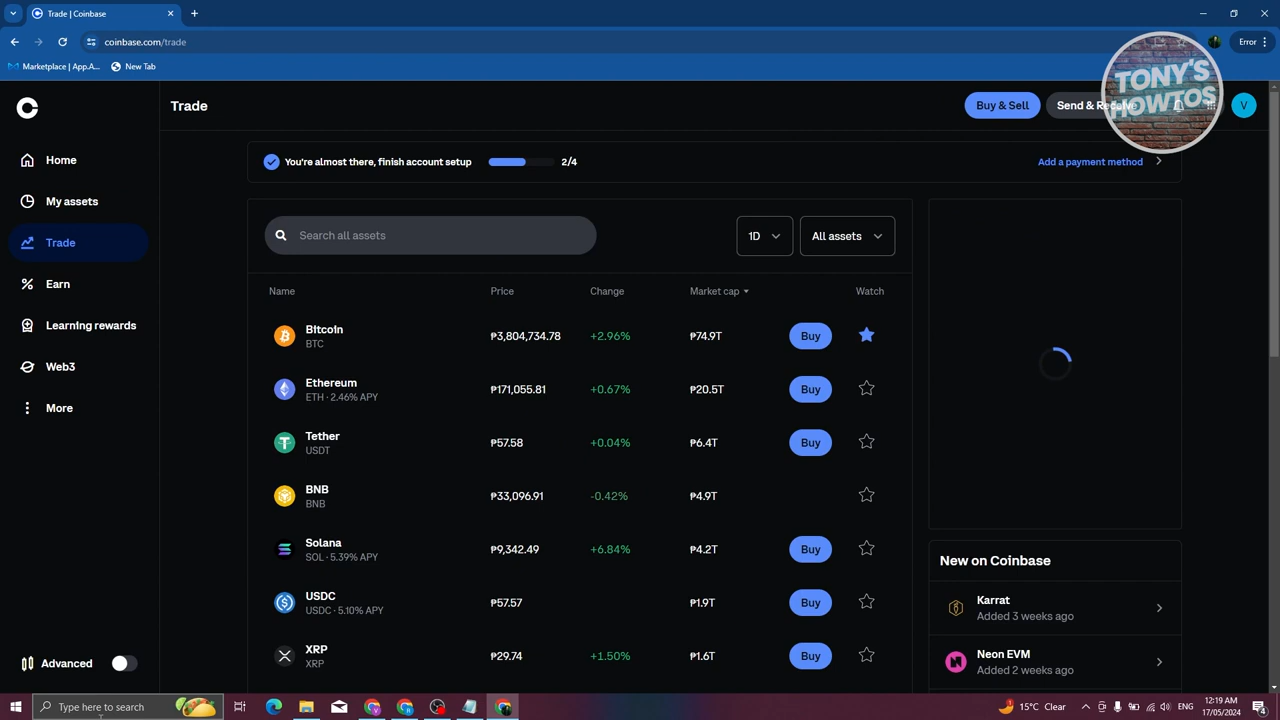 Trade | Coinbase
coinbase.com/trade
Error
Marketplace | App.A...
New Tab
TONY'S
HOWTOS
Trade
Buy & Sell
Send & Receive
V
Home
My assets
Trade
Earn
Learning rewards
Web3
More
Advanced
You're almost there, finish account setup
2/4
Add a payment method
Search all assets
1D
All assets
Name Price Change Market cap Watch
Bitcoin
BTC
₱3,804,734.78 +2.96% ₱74.9T Buy
Ethereum
ETH · 2.46% APY
₱171,055.81 +0.67% ₱20.5T Buy
Tether
USDT
₱57.58 +0.04% ₱6.4T Buy
BNB
BNB
₱33,096.91 -0.42% ₱4.9T
Solana
SOL · 5.39% APY
₱9,342.49 +6.84% ₱4.2T Buy
USDC
USDC · 5.10% APY
₱57.57 ₱1.9T Buy
XRP
XRP
₱29.74 +1.50% ₱1.6T Buy
New on Coinbase
Karrat
Added 3 weeks ago
Neon EVM
Added 2 weeks ago
Type here to search
15°C Clear
ENG
12:19 AM
17/05/2024
4